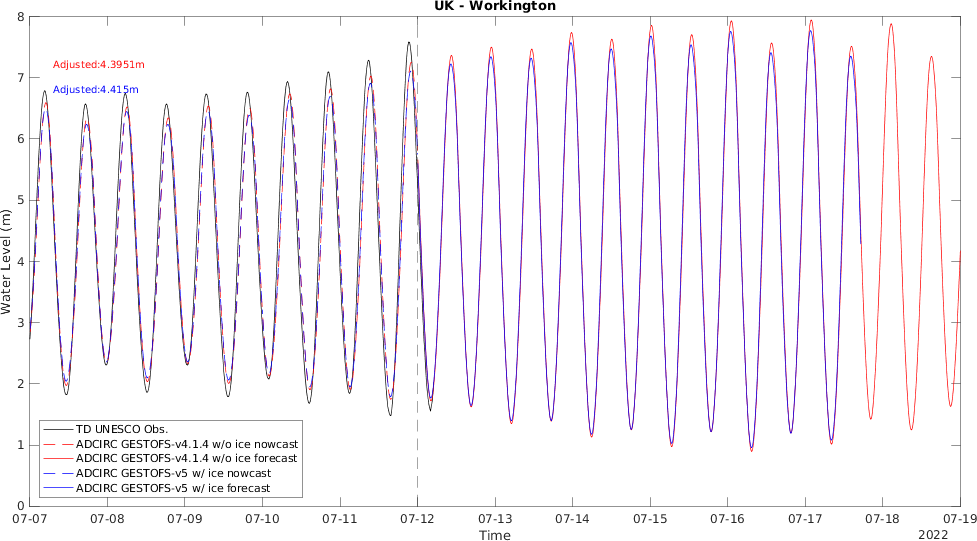 UK - Workington
8
7
6
5
4
3
2
1
0
Water Level (m)
Adjusted:4.3951m
Adjusted:4.415m
TD UNESCO Obs.
ADCIRC GESTOFS-v4.1.4 w/o ice nowcast
ADCIRC GESTOFS-v4.1.4 w/o ice forecast
ADCIRC GESTOFS-v5 w/ ice nowcast
ADCIRC GESTOFS-v5 w/ ice forecast
07-07 07-08 07-09 07-10 07-11 07-12 07-13 07-14 07-15 07-16 07-17 07-18 07-19
Time
2022